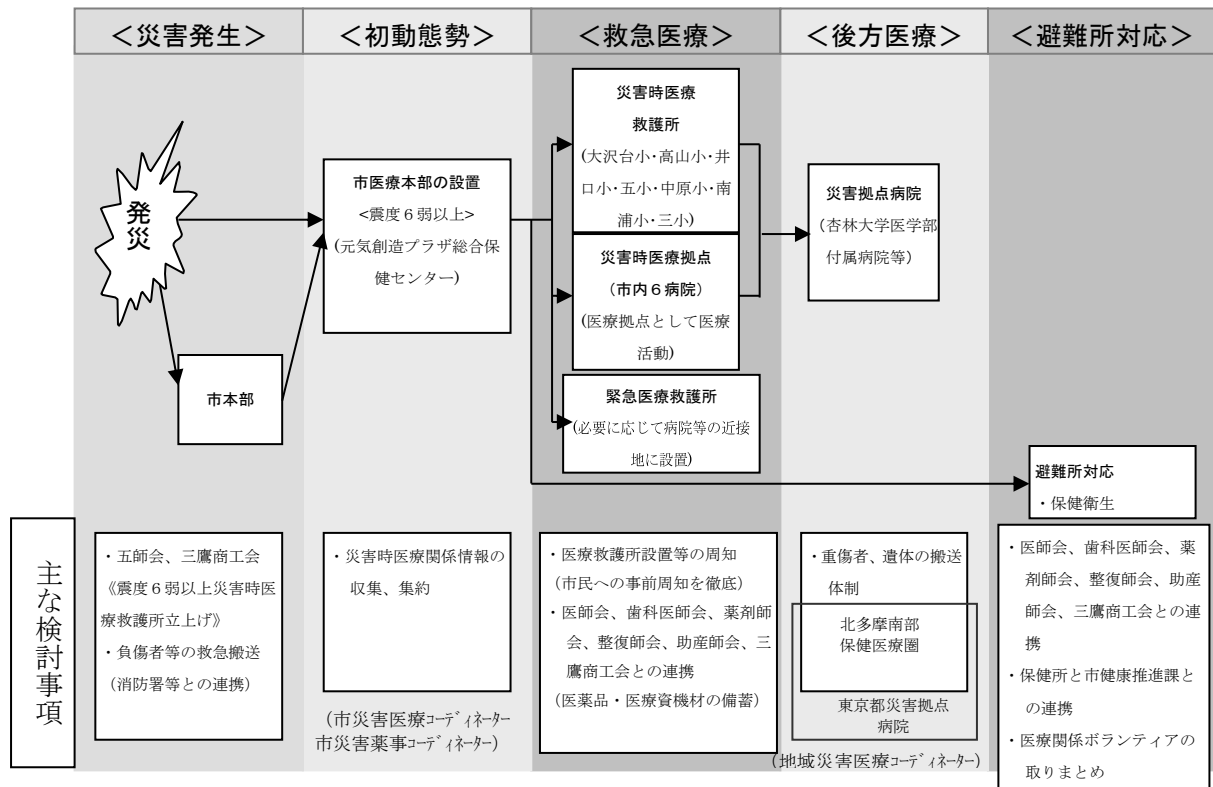 ＜災害発生＞
＜初動態勢＞
＜救急医療＞
＜後方医療＞
＜避難所対応＞
発災
市本部
市医療本部の設置
<震度６弱以上>
(元気創造プラザ総合保
健センター)
災害時医療
救護所
(大沢台小・高山小・井
口小・五小・中原小・南
浦小・三小)
災害時医療拠点
（市内６病院）
(医療拠点として医療
活動)
緊急医療救護所
(必要に応じて病院等の近接
地に設置)
災害拠点病院
（杏林大学医学部
付属病院等）
避難所対応
・保健衛生
主な検討事項
・五師会、三鷹商工会
《震度６弱以上災害時医
療救護所立上げ》
・負傷者等の救急搬送
（消防署等との連携）
・災害時医療関係情報の
収集、集約
（市災害医療コーディネーター
市災害薬事コーディネーター）
・医療救護所設置等の周知
（市民への事前周知を徹底）
・医師会、歯科医師会、薬剤師
会、整復師会、助産師会、三
鷹商工会との連携
（医薬品・医療資機材の備蓄）
・重傷者、遺体の搬送
体制
北多摩南部
保健医療圏
東京都災害拠点
病院
（地域災害医療コーディネーター）
・医師会、歯科医師会、薬
剤師会、整復師会、助産
師会、三鷹商工会との連
携
・保健所と市健康推進課と
の連携
・医療関係ボランティアの
取りまとめ